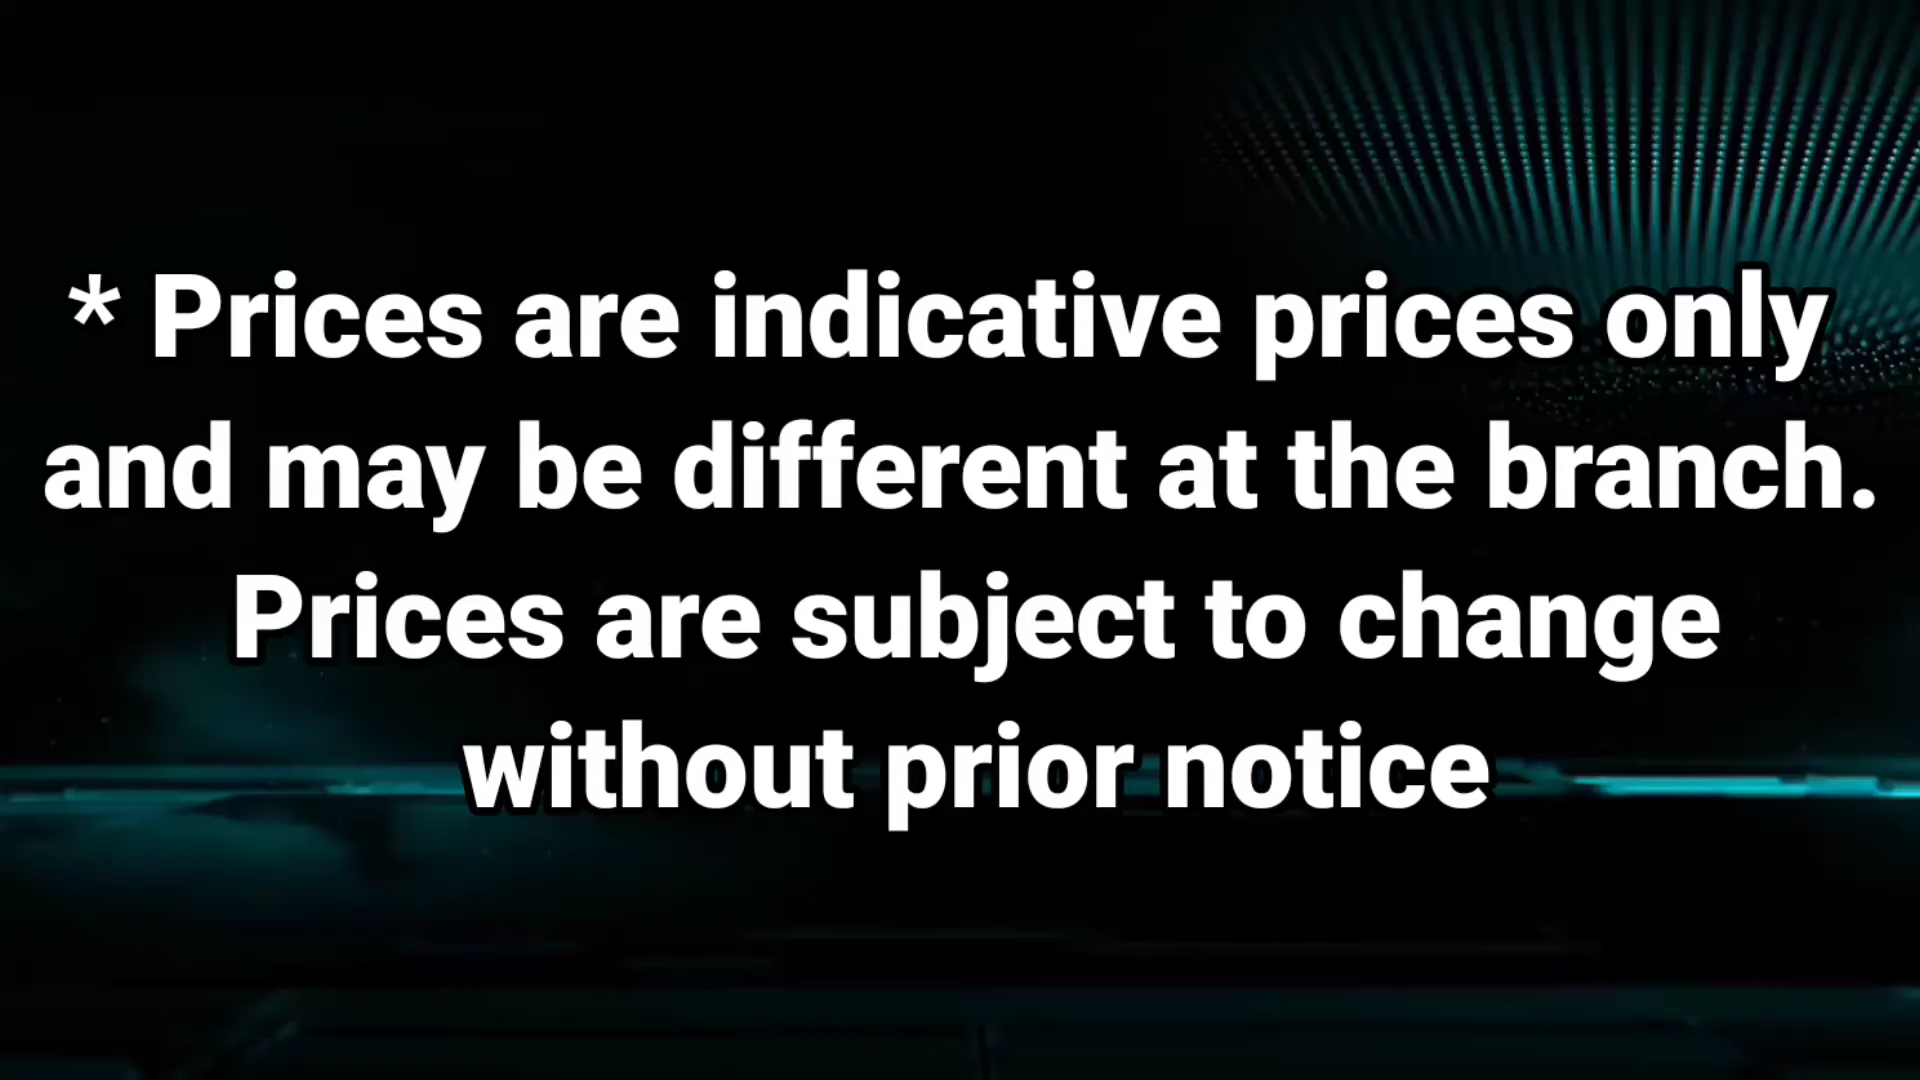 * Prices are indicative prices only
and may be different at the branch.
Prices are subject to change
without prior notice